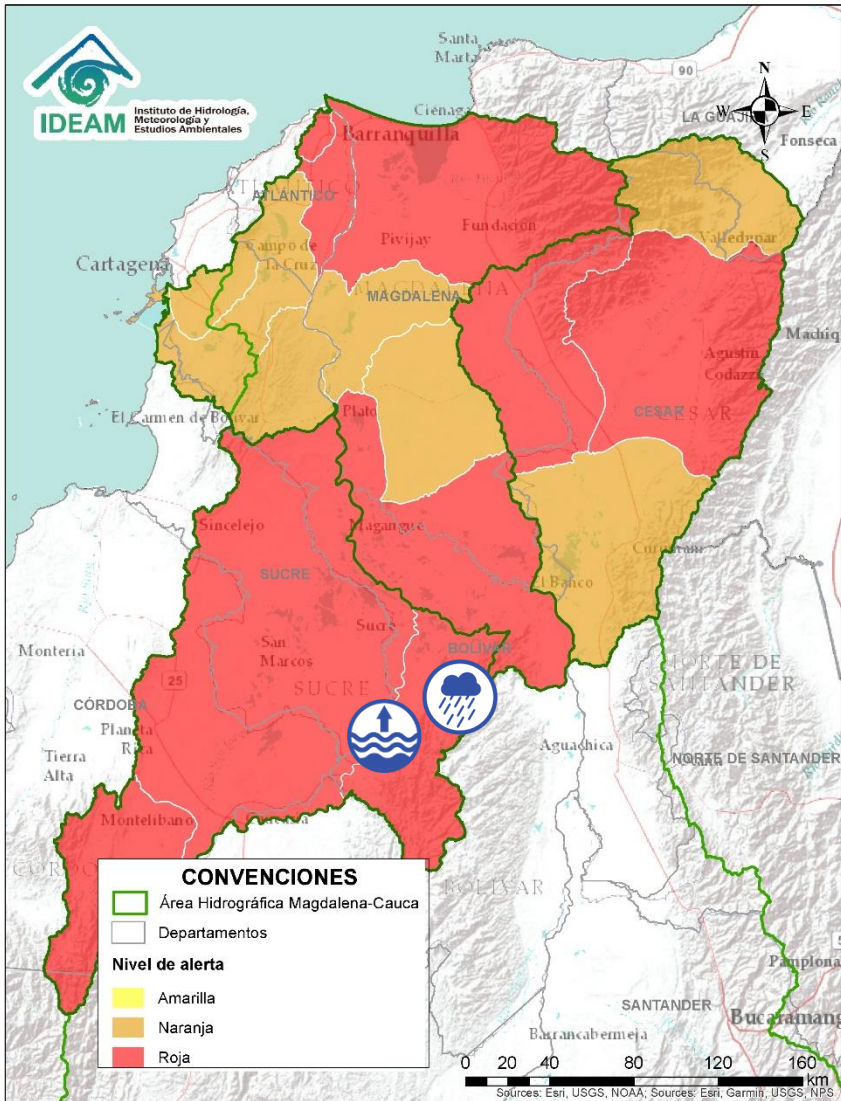 IDEAM
Instituto de Hidrología,
Meteorología y
Estudios Ambientales
Santa
Marta
90
N
E
S
LA GUAJI
Ciénaga
Fonseca
Barranquilla
ATLÁNTICO
Fundación
Pivijay
Valledupar
Campo de
la Cruz
Cartagena
MAGDALENA
Machiq
Agustín
Codazzi
El Carmen de Bolívar
Plato
CESAR
CESAR
Sincelejo
Magangué
SUCRE
El Banco
Sucre
Montería
San
Marcos
BOLÍVAR
NORTE DE
SANTANDER
25
SUCRE
CÓRDOBA
Planeta
Rica
Aguachica
Tierra
Alta
NORTE DE SANTANDER
Montelíbano
BOLÍVAR
CONVENCIONES
Área Hidrográfica Magdalena-Cauca
Departamentos
Nivel de alerta
Amarilla
Naranja
Roja
Pamplona
SANTANDER
Bucaramang
Barrancabermeja
0 20 40 80 120 160
km
Sources: Esri, USGS, NOAA; Sources: Esri, Garmin, USGS, NPS